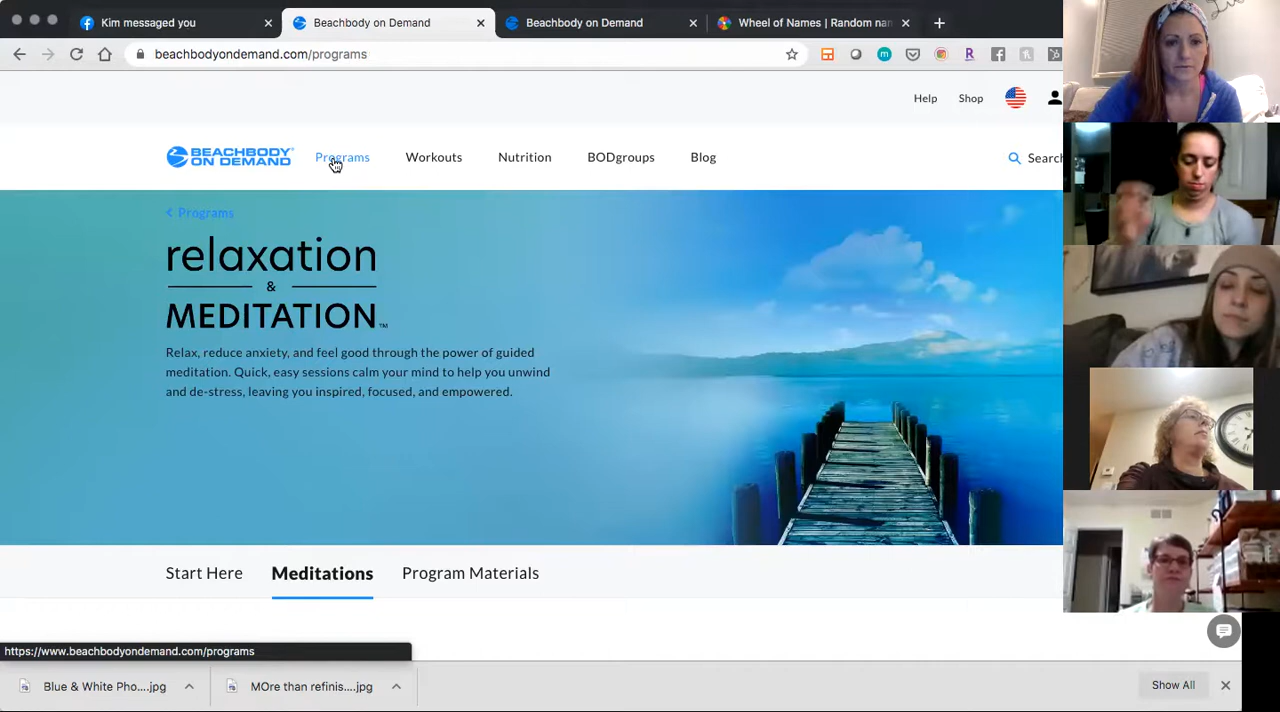 Kim messaged you
Beachbody on Demand
Beachbody on Demand
Wheel of Names | Random nan
beachbodyondemand.com/programs
Help
Shop
BEACHBODY
ON DEMAND
Programs
Workouts
Nutrition
BODgroups
Blog
Search
< Programs
relaxation
&
MEDITATION™
Relax, reduce anxiety, and feel good through the power of guided
meditation. Quick, easy sessions calm your mind to help you unwind
and de-stress, leaving you inspired, focused, and empowered.
Start Here
Meditations
Program Materials
https://www.beachbodyondemand.com/programs
Blue & White Pho....jpg
MOre than refinis....jpg
Show All